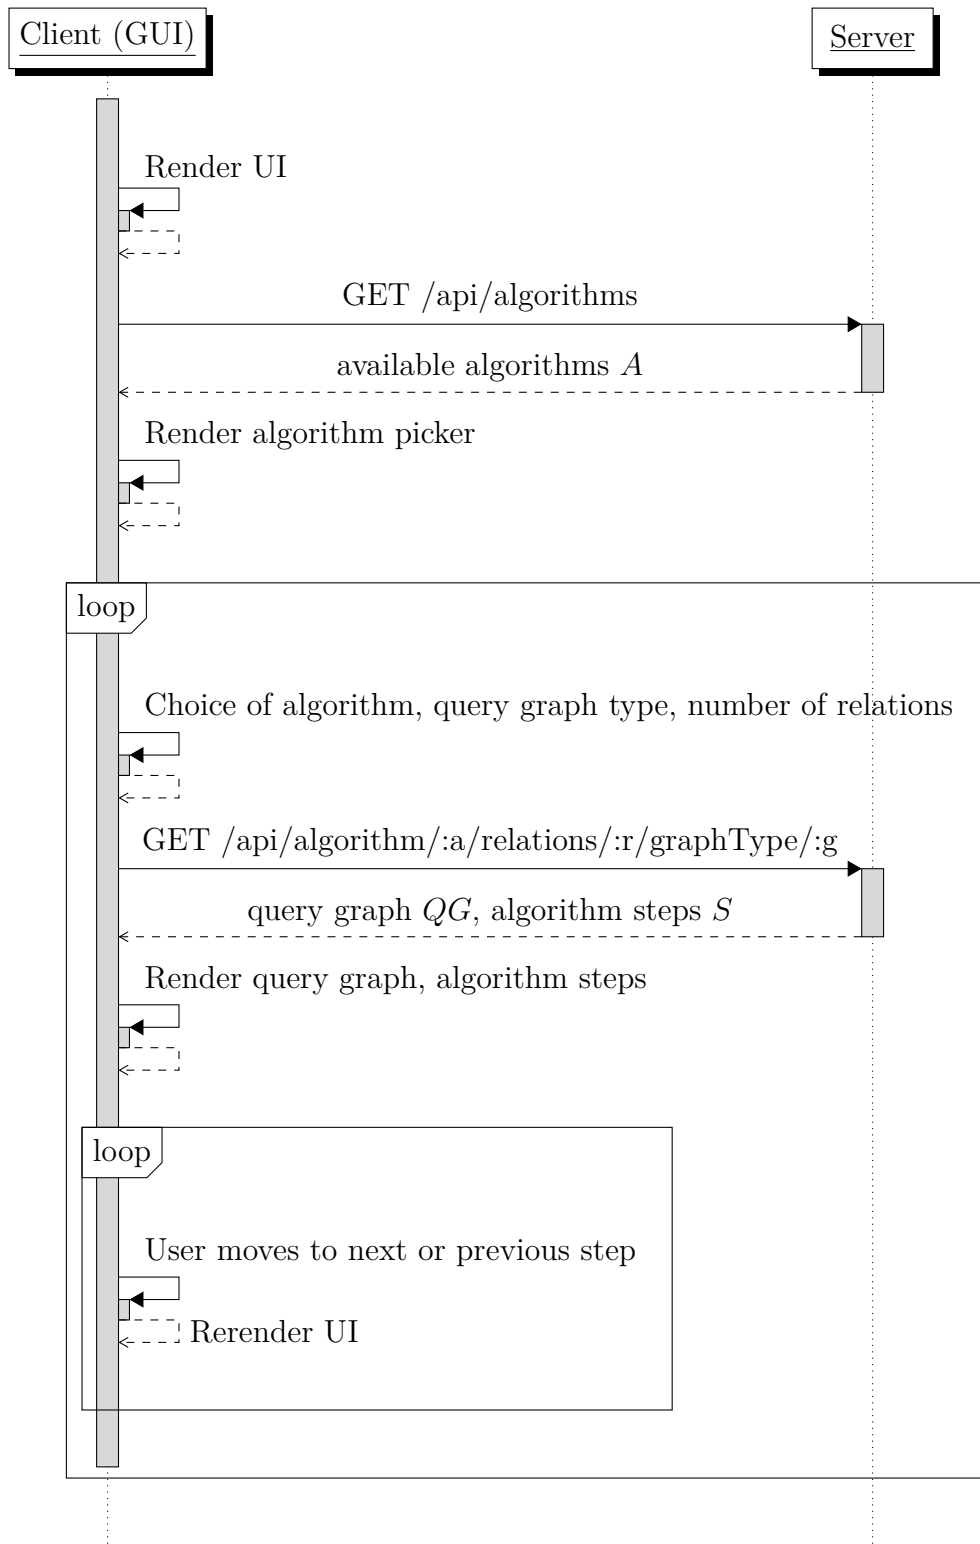 Client (GUI)
Server
Render UI
GET /api/algorithms
available algorithms A
Render algorithm picker
loop
Choice of algorithm, query graph type, number of relations
GET /api/algorithm/:a/relations/:r/graphType/:g
query graph QG, algorithm steps S
Render query graph, algorithm steps
loop
User moves to next or previous step
Rerender UI